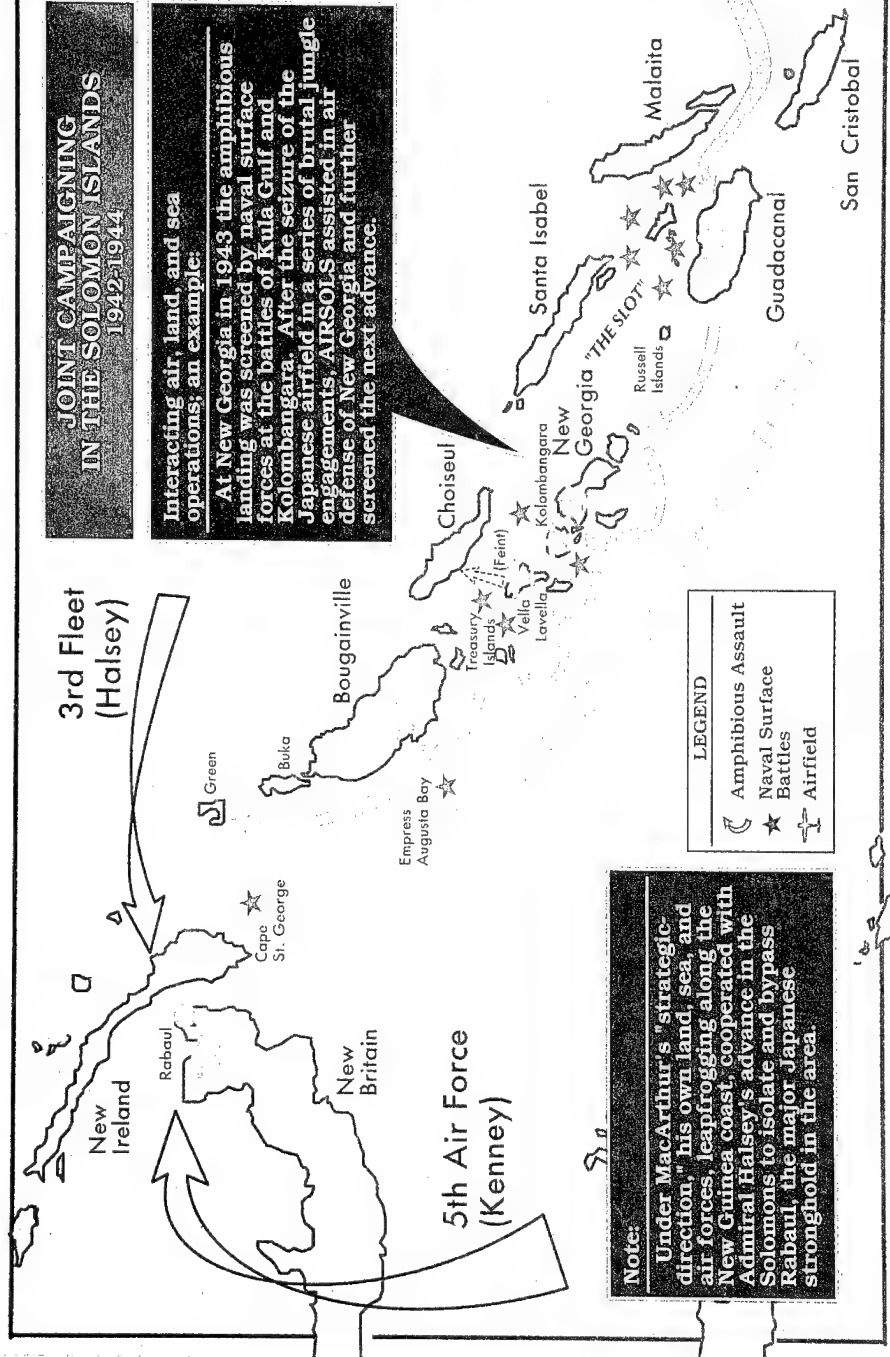 JOINT CAMPAIGNING
IN THE SOLOMON ISLANDS
1942-1944
Interacting air, land, and sea
operations; an example:
At New Georgia in 1943 the amphibious
landing was screened by naval surface
forces at the battles of Kula Gulf and
Kolombangara. After the seizure of the
Japanese airfield in a series of brutal jungle
engagements, AIRSOLS assisted in air
defense of New Georgia and further
screened the next advance.
3rd Fleet
(Halsey)
New
Ireland
Rabaul
New
Britain
Cape
St. George
Green
Buka
Bougainville
Empress
Augusta Bay
Choiseul
Treasury
Islands
(Feint)
Vella
Lavella
Kolombangara
New
Georgia
"THE SLOT"
Santa Isabel
Russell
Islands
Malaita
Guadacanal
San Cristobal
5th Air Force
(Kenney)
LEGEND
Amphibious Assault
Naval Surface
Battles
Airfield
Note:
Under MacArthur's "strategic
direction," his own land, sea, and
air forces, leapfrogging along the
New Guinea coast, cooperated with
Admiral Halsey's advance in the
Solomons to isolate and bypass
Rabaul, the major Japanese
stronghold in the area.